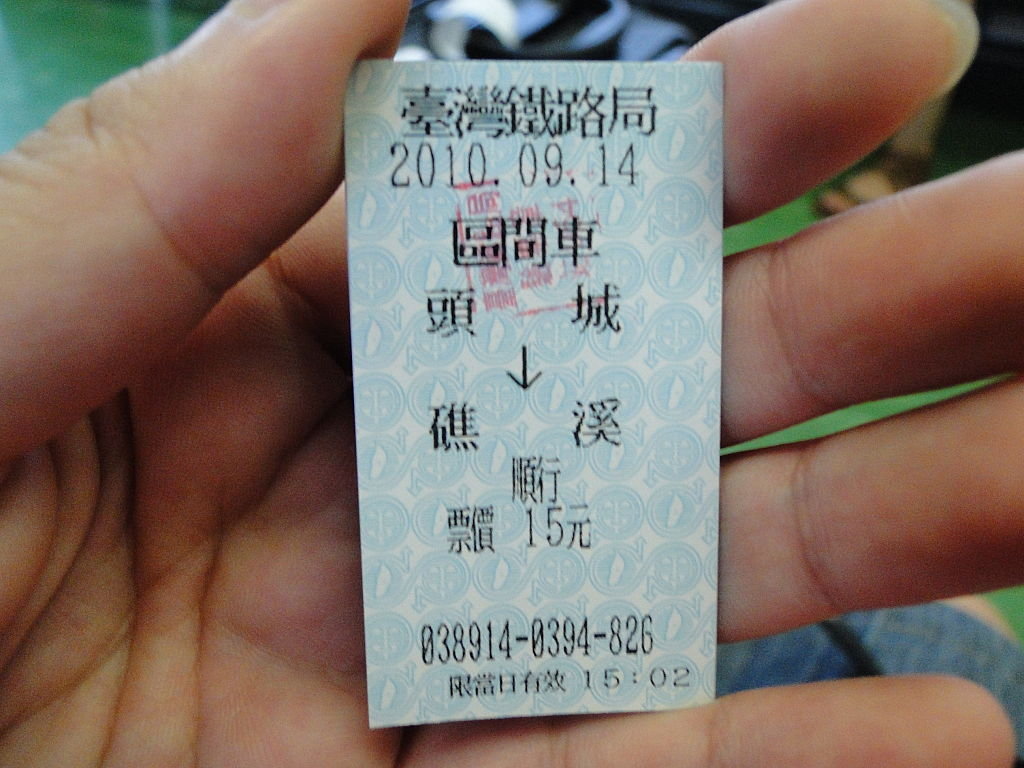 臺灣鐵路局
2010.09.14
區間車
頭 城
↓
礁 溪
順行
票價 15元
038914-0394-826
限當日有效 15:02